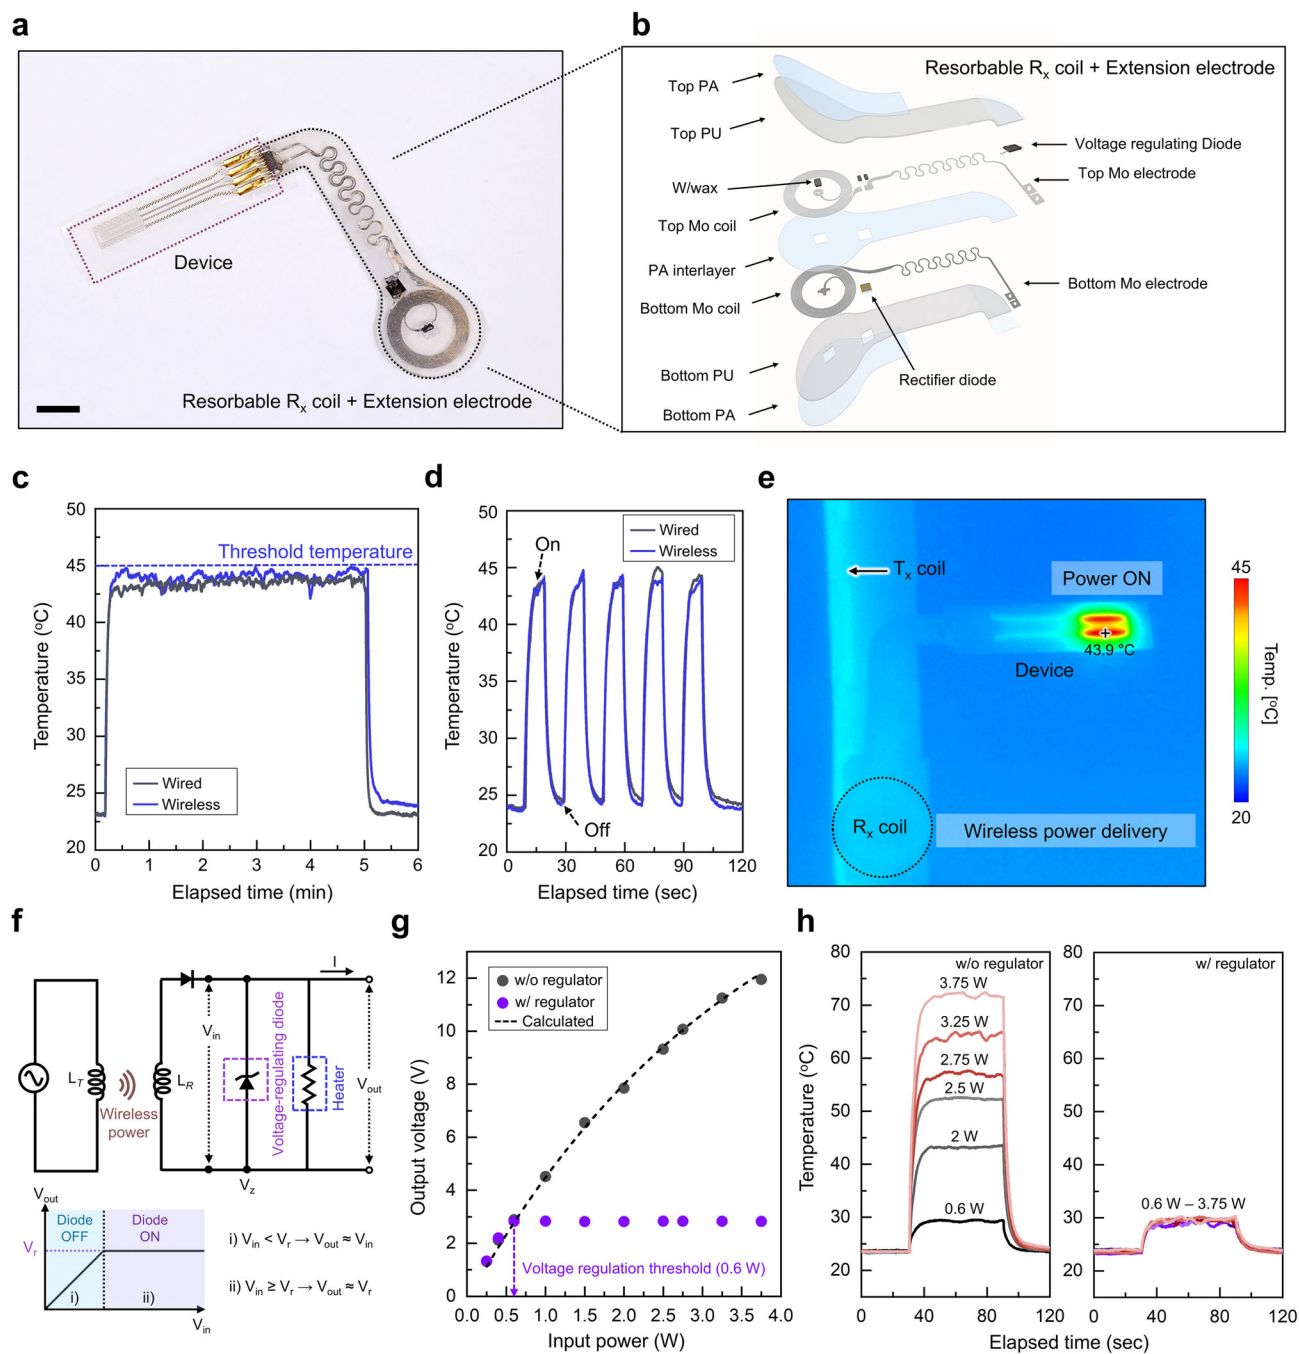 a
Device
Resorbable Rx coil + Extension electrode
b
Resorbable Rx coil + Extension electrode
Top PA
Top PU
W/wax
Top Mo coil
PA interlayer
Bottom Mo coil
Bottom PU
Bottom PA
Voltage regulating Diode
Top Mo electrode
Bottom Mo electrode
Rectifier diode
c
Temperature (oC)
50
45
40
35
30
25
20
Threshold temperature
Wired
Wireless
0 1 2 3 4 5 6
Elapsed time (min)
d
Temperature (oC)
50
45
40
35
30
25
20
On
Off
Wired
Wireless
0 30 60 90 120
Elapsed time (sec)
e
Tx coil
Power ON
43.9 °C
Device
Rx coil
Wireless power delivery
45
Temp. [oC]
20
f
I
LT
LR
Wireless
power
Vin
Voltage-regulating diode
Heater
Vout
Vz
Vout
Diode
OFF
Diode
ON
Vr
i)
ii)
Vin
i) Vin < Vr → Vout ≈ Vin
ii) Vin ≥ Vr → Vout ≈ Vr
g
Output voltage (V)
12
10
8
6
4
2
0
w/o regulator
w/ regulator
Calculated
Voltage regulation threshold (0.6 W)
0.0 0.5 1.0 1.5 2.0 2.5 3.0 3.5 4.0
Input power (W)
h
Temperature (oC)
80
70
60
50
40
30
20
w/o regulator
3.75 W
3.25 W
2.75 W
2.5 W
2 W
0.6 W
0 40 80 120
80
70
60
50
40
30
20
w/ regulator
0.6 W – 3.75 W
0 40 80 120
Elapsed time (sec)